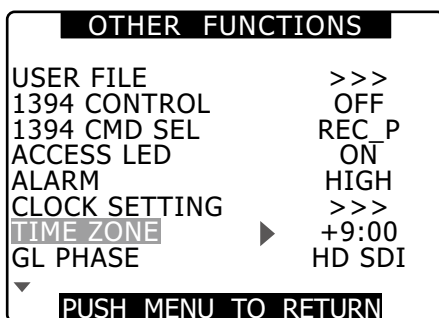 OTHER FUNCTIONS
USER FILE >>>
1394 CONTROL OFF
1394 CMD SEL REC_P
ACCESS LED ON
ALARM HIGH
CLOCK SETTING >>>
TIME ZONE +9:00
GL PHASE HD SDI
PUSH MENU TO RETURN